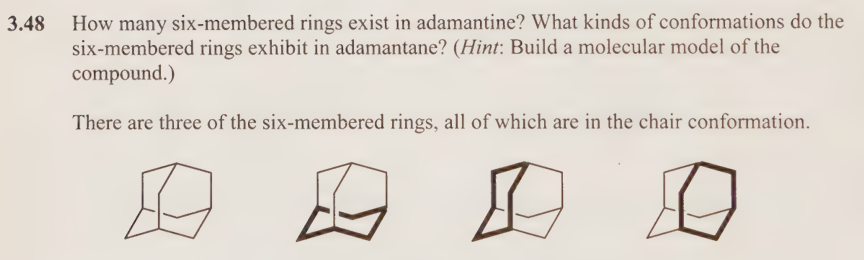 3.48 How many six-membered rings exist in adamantine? What kinds of conformations do the
six-membered rings exhibit in adamantane? (Hint: Build a molecular model of the
compound.)
There are three of the six-membered rings, all of which are in the chair conformation.